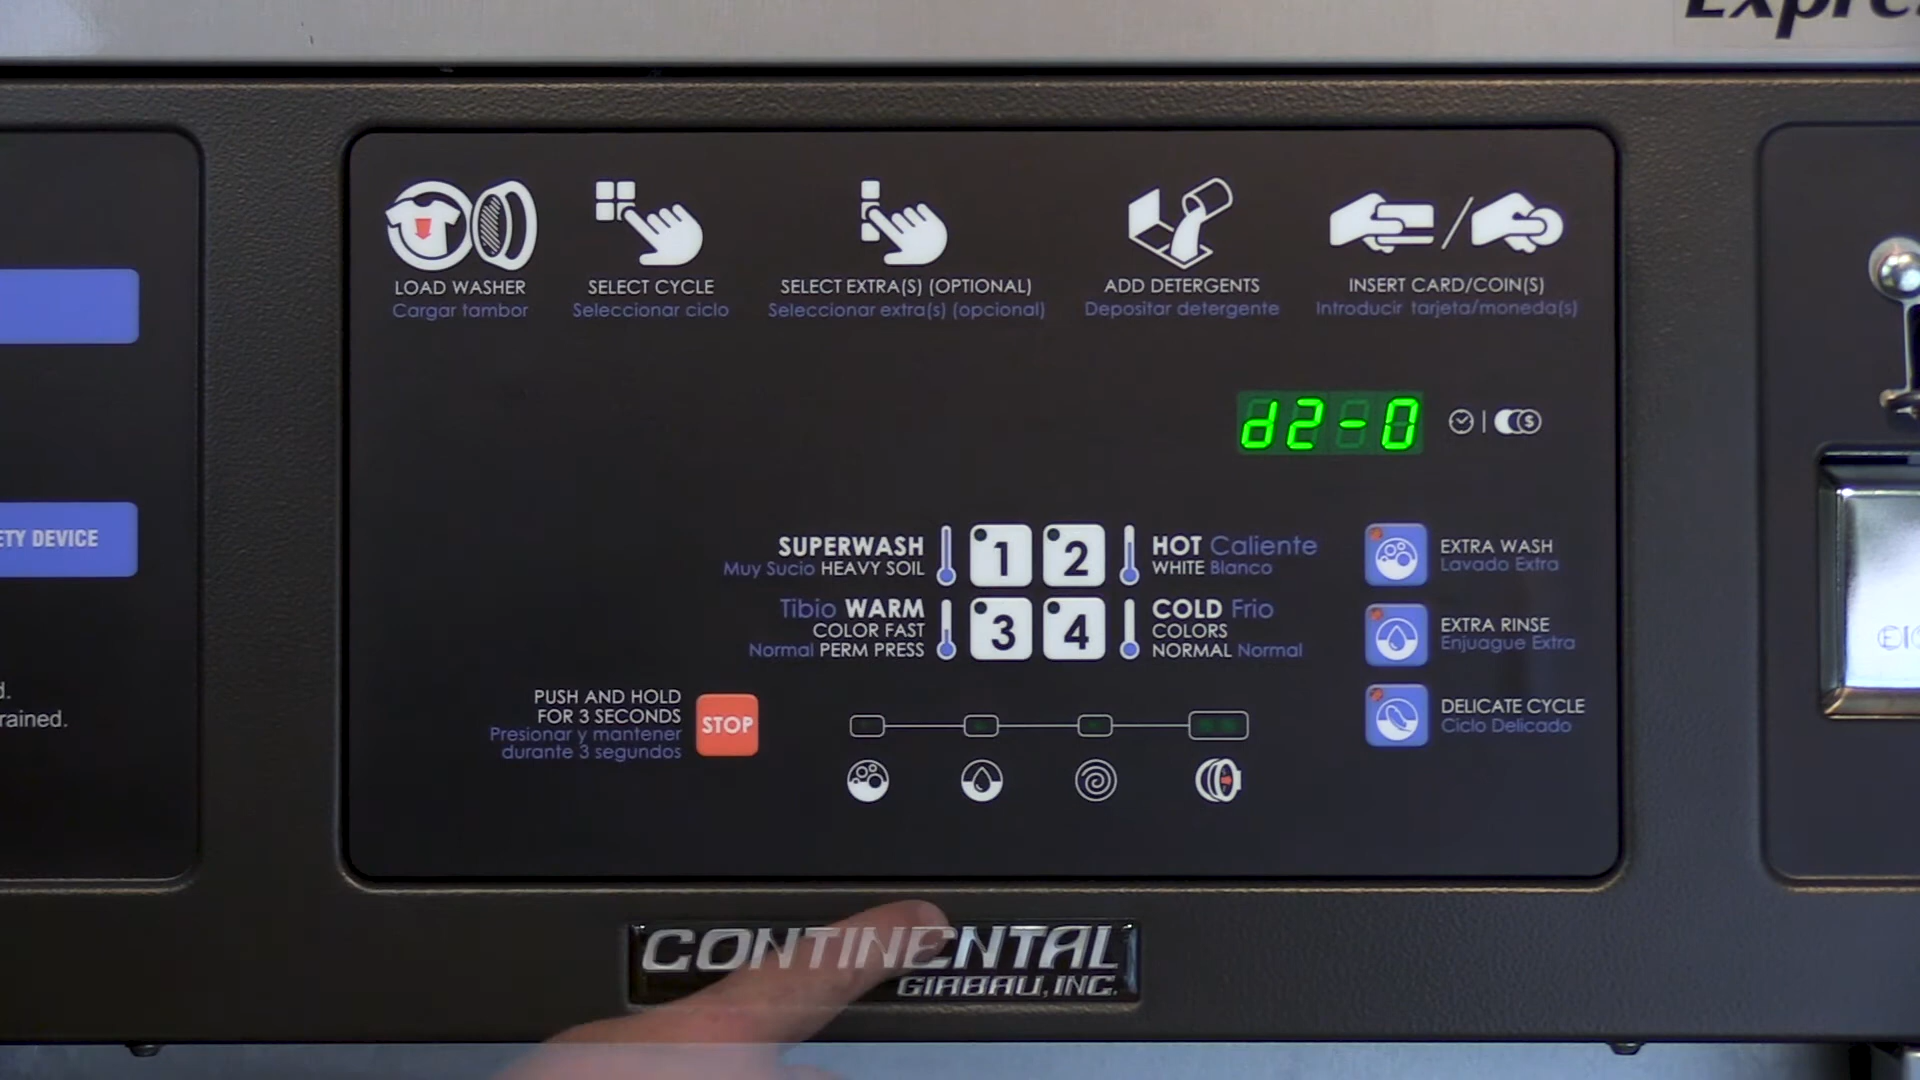 LOAD WASHER
Cargar tambor
SELECT CYCLE
Seleccionar ciclo
SELECT EXTRA(S) (OPTIONAL)
Seleccionar extra(s) (opcional)
ADD DETERGENTS
Depositar detergente
INSERT CARD/COIN(S)
Introducir tarjeta/moneda(s)
d2-0
$
SUPERWASH
Muy Sucio HEAVY SOIL
1
2
HOT Caliente
WHITE Blanco
Tibio WARM
COLOR FAST
Normal PERM PRESS
3
4
COLD Frio
COLORS
NORMAL Normal
EXTRA WASH
Lavado Extra
EXTRA RINSE
Enjuague Extra
DELICATE CYCLE
Ciclo Delicado
PUSH AND HOLD
FOR 3 SECONDS
Presionar y mantener
durante 3 segundos
STOP
DEVICE
CONTINENTAL
GIRBAU, INC.